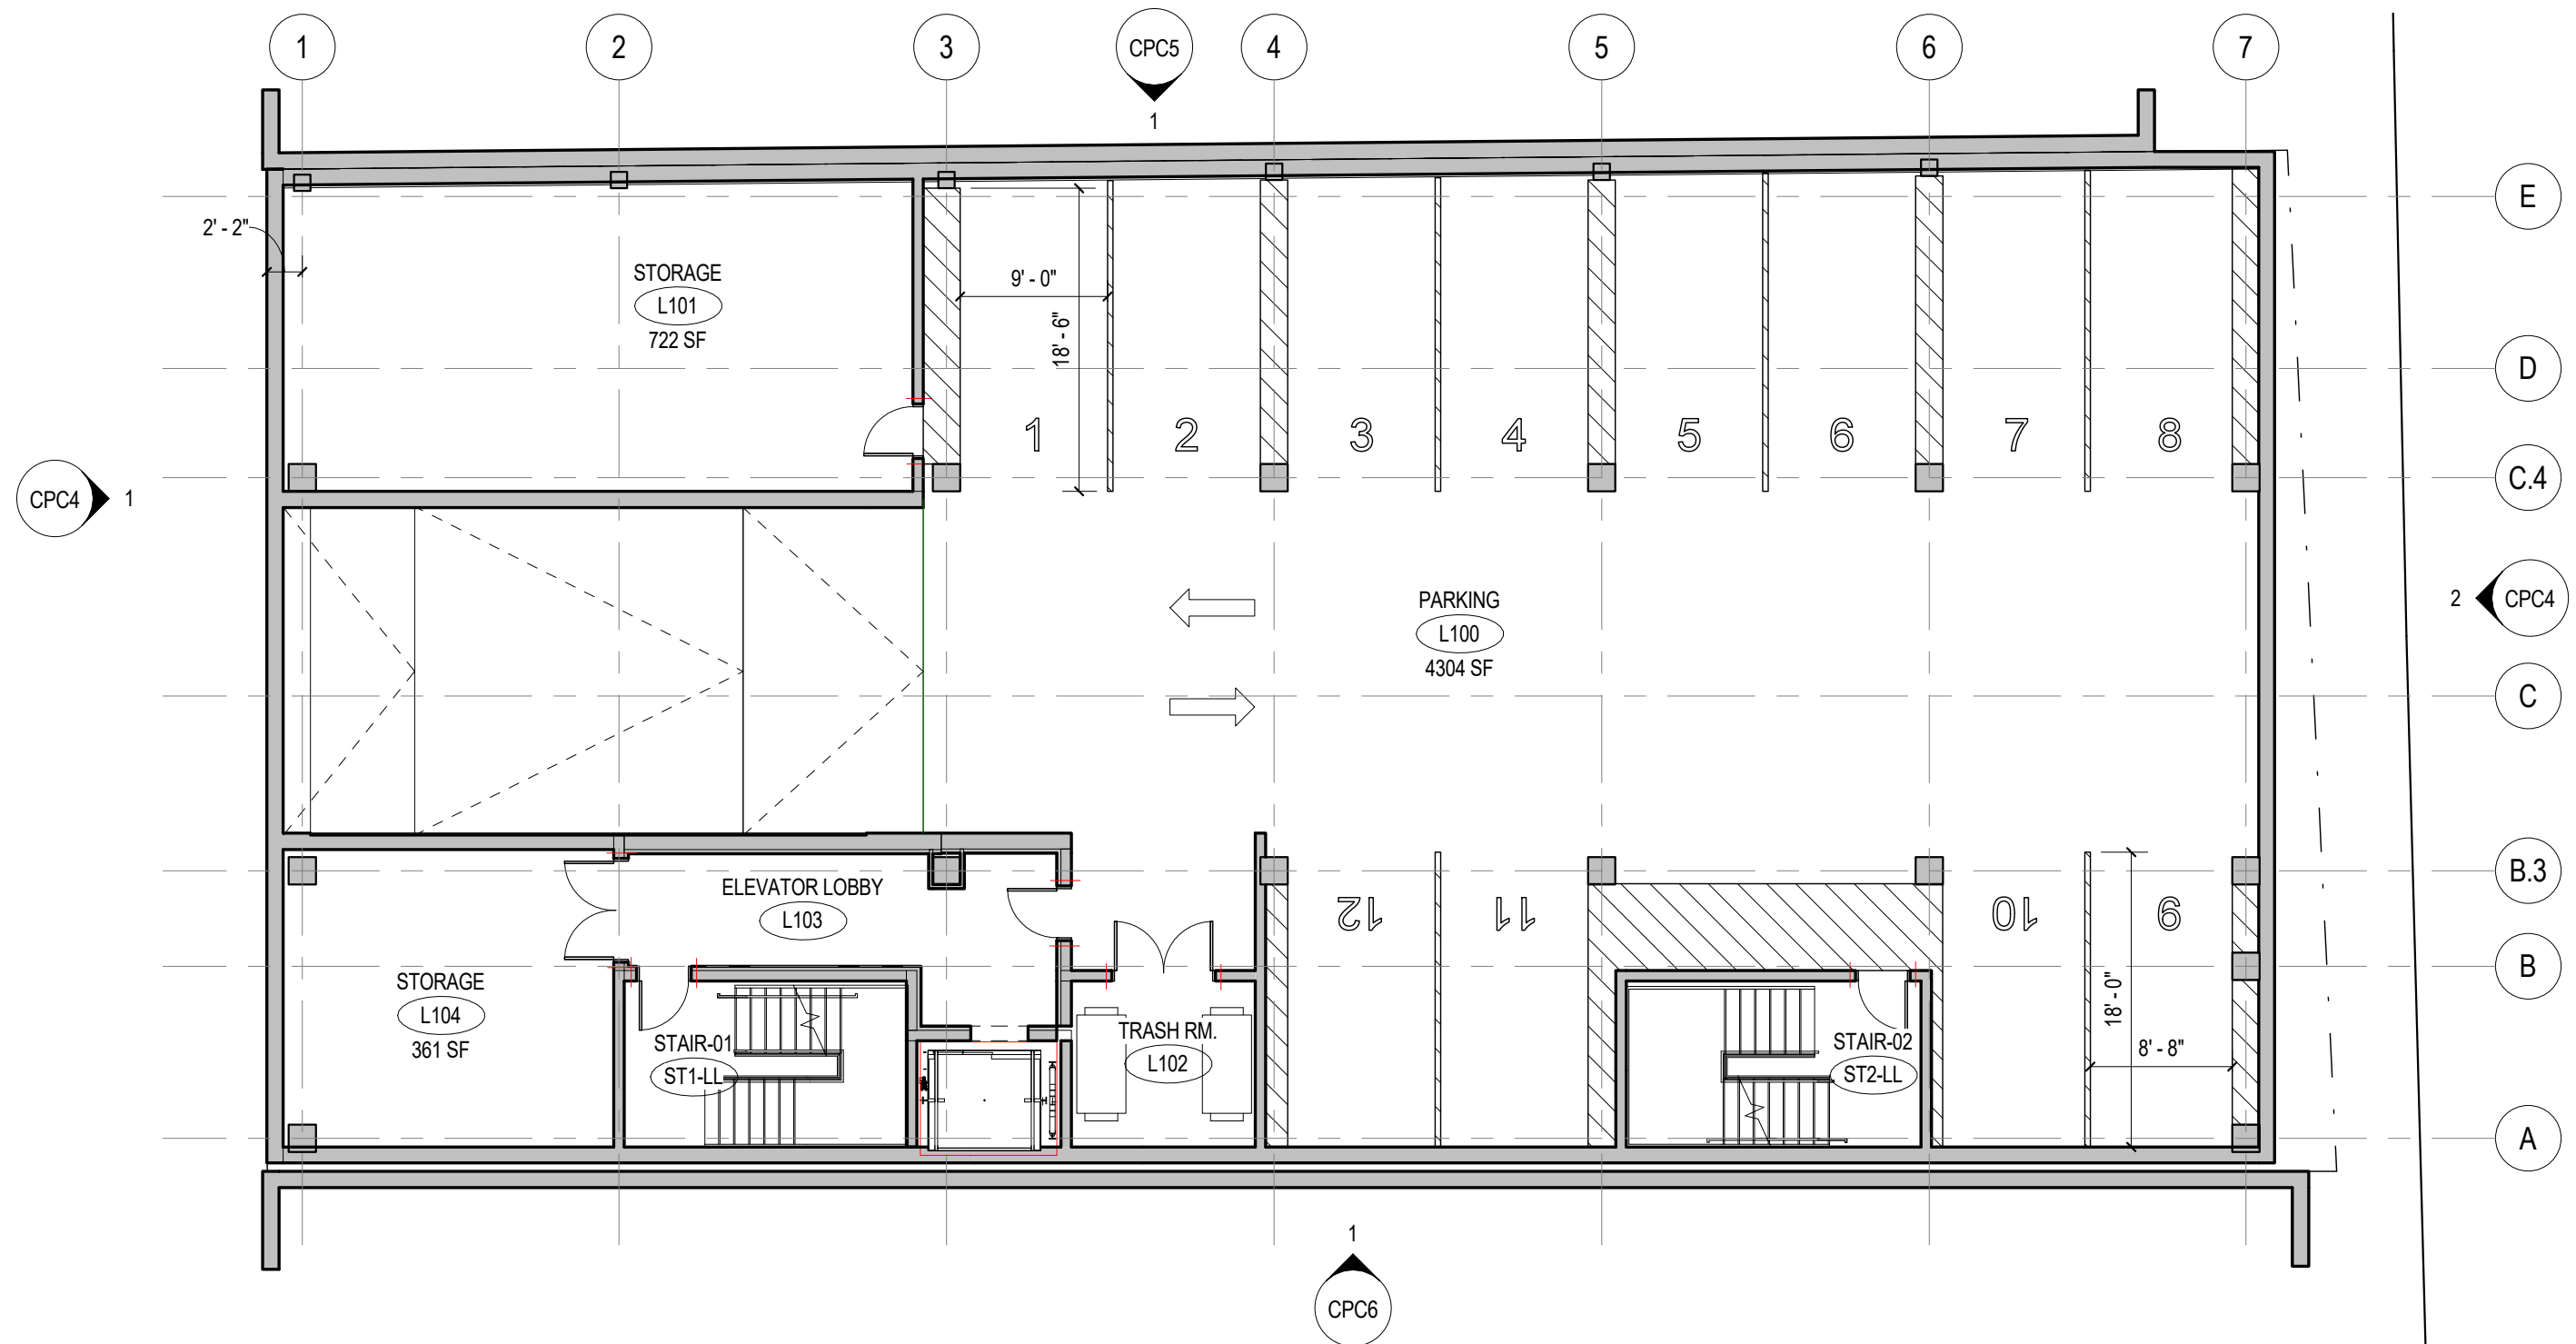 1
2
3
CPC5
4
5
6
7
1
E
2' - 2"
STORAGE
L101
722 SF
9' - 0"
18' - 6"
D
1
2
3
4
5
6
7
8
C.4
CPC4
1
PARKING
L100
4304 SF
2
CPC4
C
B.3
ELEVATOR LOBBY
L103
12
11
10
9
B
STORAGE
L104
361 SF
STAIR-01
ST1-LL
TRASH RM.
L102
STAIR-02
ST2-LL
18' - 0"
8' - 8"
A
1
CPC6